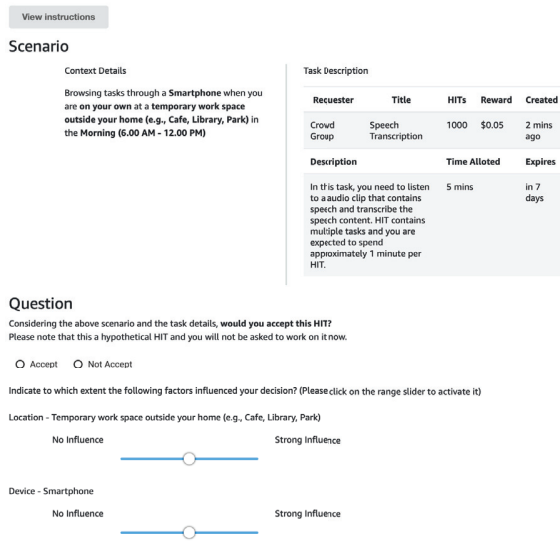 View instructions
Scenario
Context Details
Browsing tasks through a Smartphone when you
are on your own at a temporary work space
outside your home (e.g., Cafe, Library, Park) in
the Morning (6.00 AM - 12.00 PM)
Task Description
Recuester Title HITs Reward Created
Crowd Group Speech Transcription 1000 $0.05 2 mins ago
Description Time Alloted Expires
In this task, you need to listen
to a audio clip that contains
speech and transcribe the
speech content. HIT contains
multiple tasks and you are
expected to spend
approximately 1 minute per
HIT.
5 mins
in 7
days
Question
Considering the above scenario and the task details, would you accept this HIT?
Please note that this a hypothetical HIT and you will not be asked to work on it now.
Accept Not Accept
Indicate to which extent the following factors influenced your decision? (Please click on the range slider to activate it)
Location - Temporary work space outside your home (e.g., Cafe, Library, Park)
No Influence Strong Influence
Device - Smartphone
No Influence Strong Influence